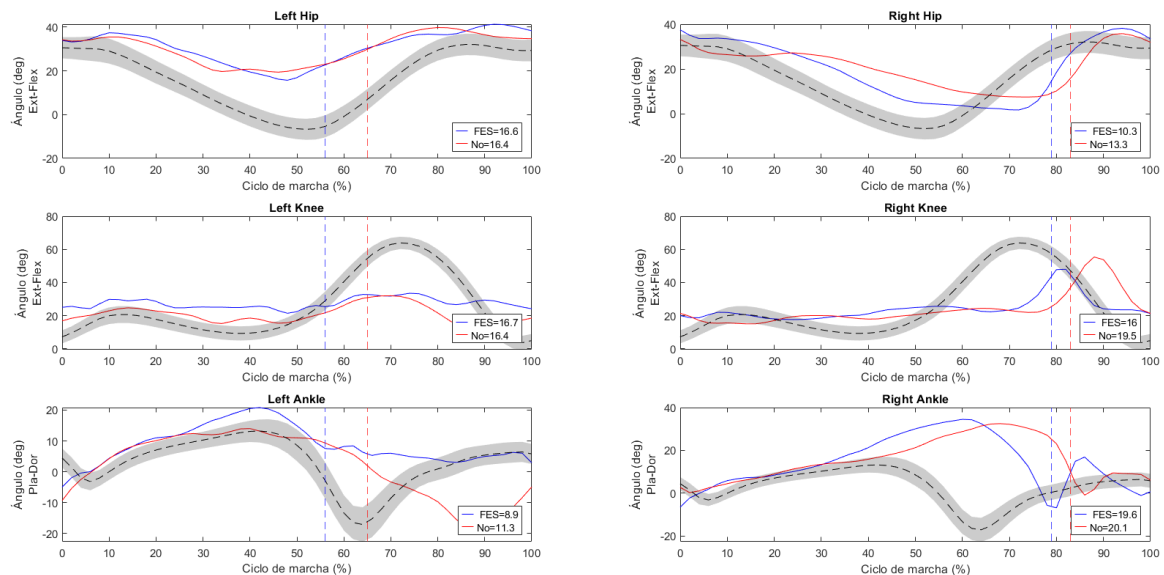 Left Hip
40
20
0
-20
0 10 20 30 40 50 60 70 80 90 100
Ángulo (deg)
Ext-Flex
Ciclo de marcha (%)
FES=16.6
No=16.4
Right Hip
40
20
0
-20
0 10 20 30 40 50 60 70 80 90 100
Ángulo (deg)
Ext-Flex
Ciclo de marcha (%)
FES=10.3
No=13.3
Left Knee
80
60
40
20
0
0 10 20 30 40 50 60 70 80 90 100
Ángulo (deg)
Ext-Flex
Ciclo de marcha (%)
FES=16.7
No=16.4
Right Knee
80
60
40
20
0
0 10 20 30 40 50 60 70 80 90 100
Ángulo (deg)
Ext-Flex
Ciclo de marcha (%)
FES=16
No=19.5
Left Ankle
20
10
0
-10
-20
0 10 20 30 40 50 60 70 80 90 100
Ángulo (deg)
Pla-Dor
Ciclo de marcha (%)
FES=8.9
No=11.3
Right Ankle
40
20
0
-20
0 10 20 30 40 50 60 70 80 90 100
Ángulo (deg)
Pla-Dor
Ciclo de marcha (%)
FES=19.6
No=20.1